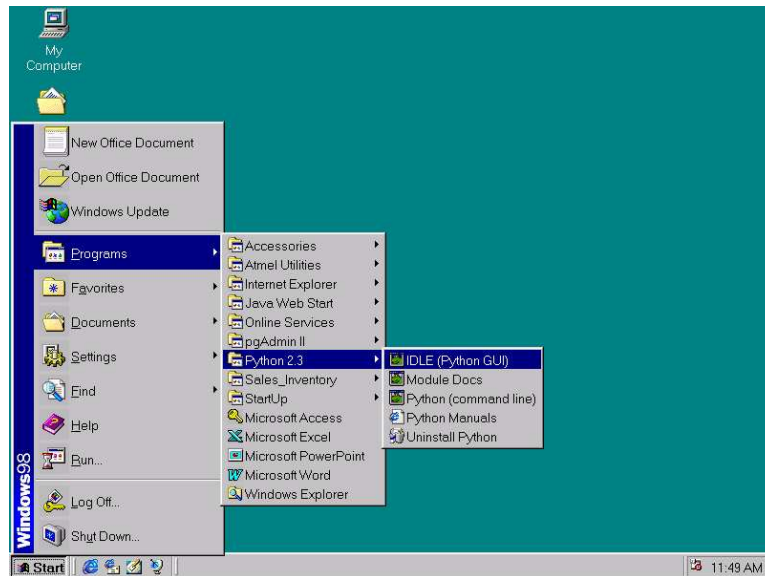 My
Computer
New Office Document
Open Office Document
Windows Update
Programs
Favorites
Documents
Settings
Find
Help
Run...
Log Off...
Shut Down...
Windows98
Accessories
Atmel Utilities
Internet Explorer
Java Web Start
Online Services
pgAdmin II
Python 2.3
Sales_Inventory
StartUp
Microsoft Access
Microsoft Excel
Microsoft PowerPoint
Microsoft Word
Windows Explorer
IDLE (Python GUI)
Module Docs
Python (command line)
Python Manuals
Uninstall Python
Start
11:49 AM